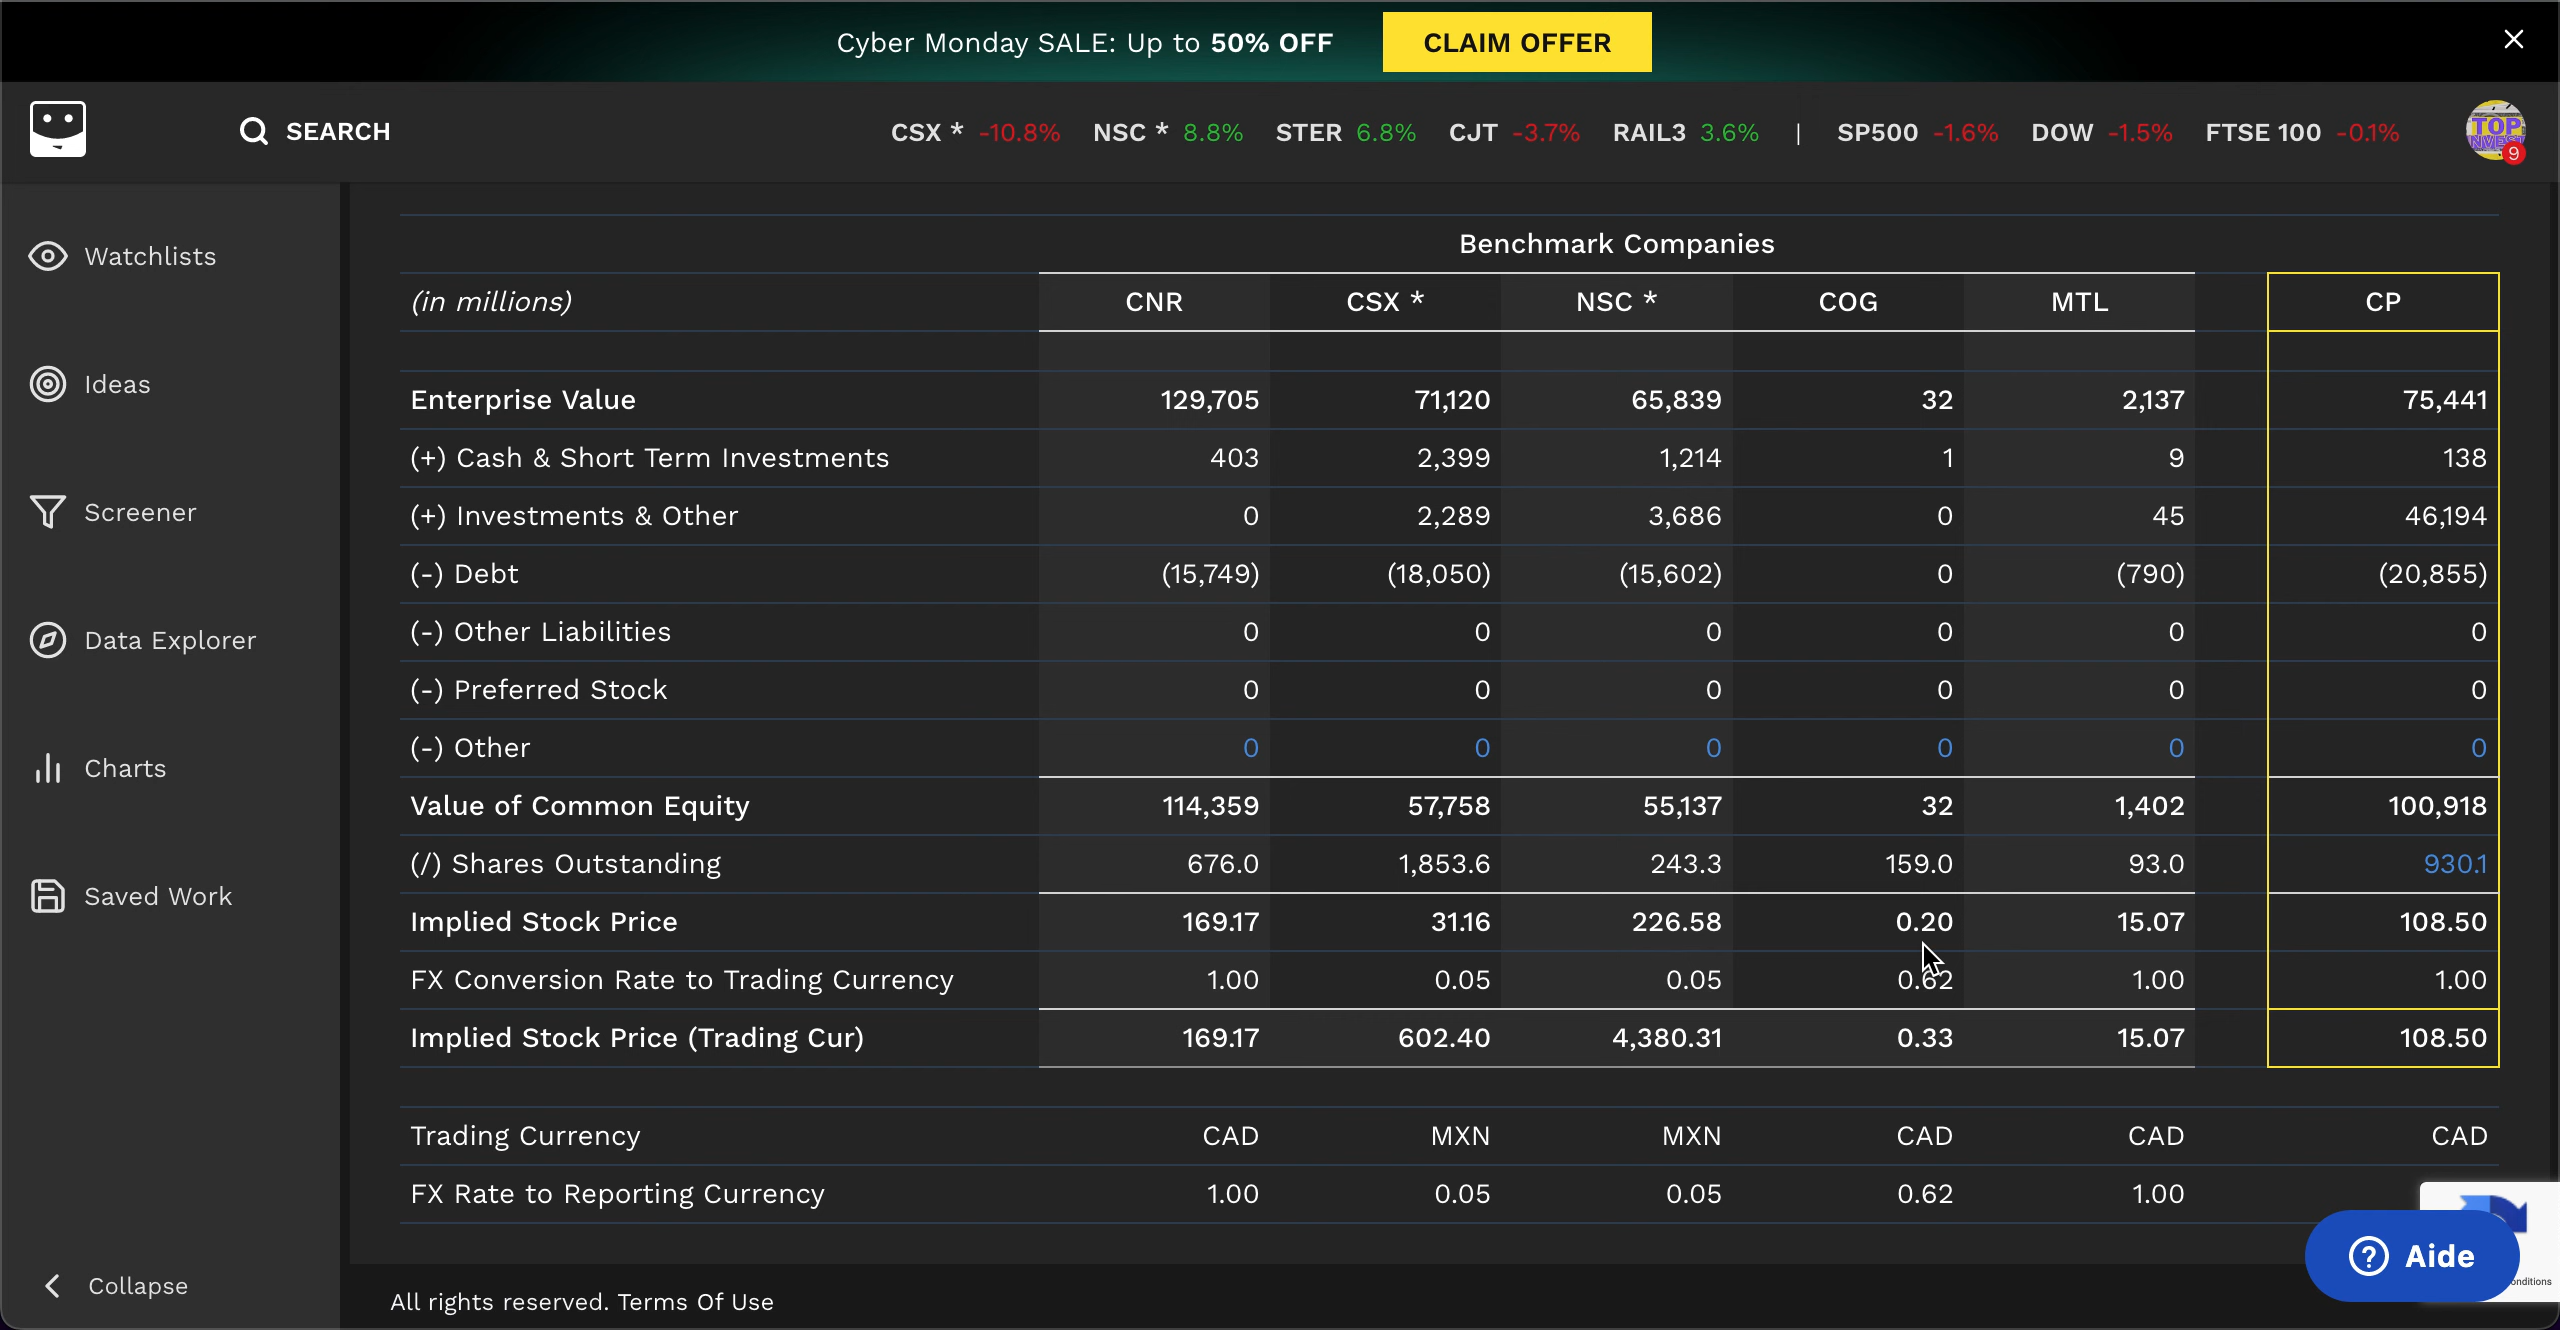 Cyber Monday SALE: Up to 50% OFF CLAIM OFFER
SEARCH CSX * -10.8% NSC * 8.8% STER 6.8% CJT -3.7% RAIL3 3.6% | SP500 -1.6% DOW -1.5% FTSE 100 -0.1% TOP 9
Watchlists
Ideas
Screener
Data Explorer
Charts
Saved Work
Collapse
Benchmark Companies
(in millions) CNR CSX * NSC * COG MTL CP
Enterprise Value 129,705 71,120 65,839 32 2,137 75,441
(+) Cash & Short Term Investments 403 2,399 1,214 1 9 138
(+) Investments & Other 0 2,289 3,686 0 45 46,194
(-) Debt (15,749) (18,050) (15,602) 0 (790) (20,855)
(-) Other Liabilities 0 0 0 0 0 0
(-) Preferred Stock 0 0 0 0 0 0
(-) Other 0 0 0 0 0 0
Value of Common Equity 114,359 57,758 55,137 32 1,402 100,918
(/) Shares Outstanding 676.0 1,853.6 243.3 159.0 93.0 930.1
Implied Stock Price 169.17 31.16 226.58 0.20 15.07 108.50
FX Conversion Rate to Trading Currency 1.00 0.05 0.05 0.62 1.00 1.00
Implied Stock Price (Trading Cur) 169.17 602.40 4,380.31 0.33 15.07 108.50
Trading Currency CAD MXN MXN CAD CAD CAD
FX Rate to Reporting Currency 1.00 0.05 0.05 0.62 1.00
Aide
All rights reserved. Terms Of Use